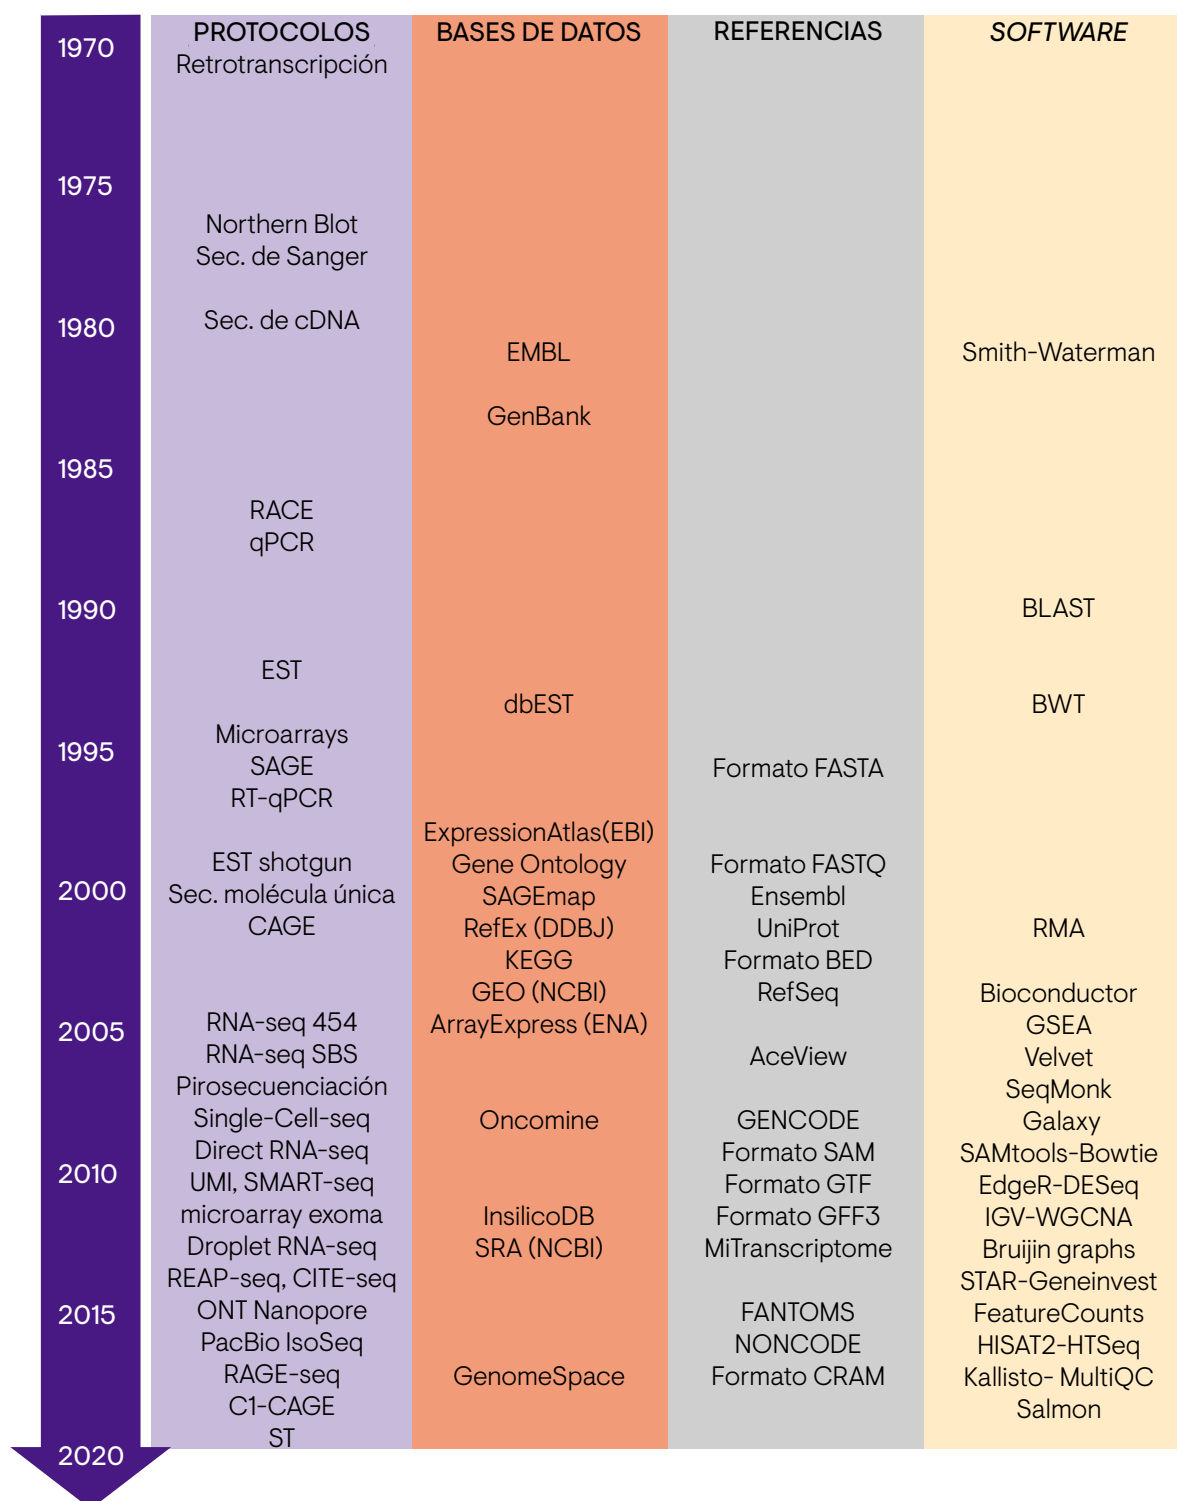 PROTOCOLOS BASES DE DATOS REFERENCIAS SOFTWARE
1970
Retrotranscripción
1975
Northern Blot
Sec. de Sanger
1980 Sec. de cDNA
EMBL Smith-Waterman
GenBank
1985
RACE
qPCR
1990 BLAST
EST
dbEST BWT
Microarrays
1995
SAGE Formato FASTA
RT-qPCR
ExpressionAtlas(EBI)
EST shotgun Gene Ontology Formato FASTQ
2000 Sec. molécula única SAGEmap Ensembl
CAGE RefEx (DDBJ) UniProt RMA
KEGG Formato BED
GEO (NCBI) RefSeq Bioconductor
2005 RNA-seq 454 ArrayExpress (ENA) GSEA
RNA-seq SBS AceView Velvet
Pirosecuenciación SeqMonk
Single-Cell-seq Oncomine GENCODE Galaxy
Direct RNA-seq Formato SAM SAMtools-Bowtie
2010
UMI, SMART-seq Formato GTF EdgeR-DESeq
microarray exoma InsilicoDB Formato GFF3 IGV-WGCNA
Droplet RNA-seq SRA (NCBI) MiTranscriptome Bruijin graphs
REAP-seq, CITE-seq STAR-Geneinvest
2015 ONT Nanopore FANTOMS FeatureCounts
PacBio IsoSeq NONCODE HISAT2-HTSeq
RAGE-seq GenomeSpace Formato CRAM Kallisto- MultiQC
C1-CAGE Salmon
ST
2020